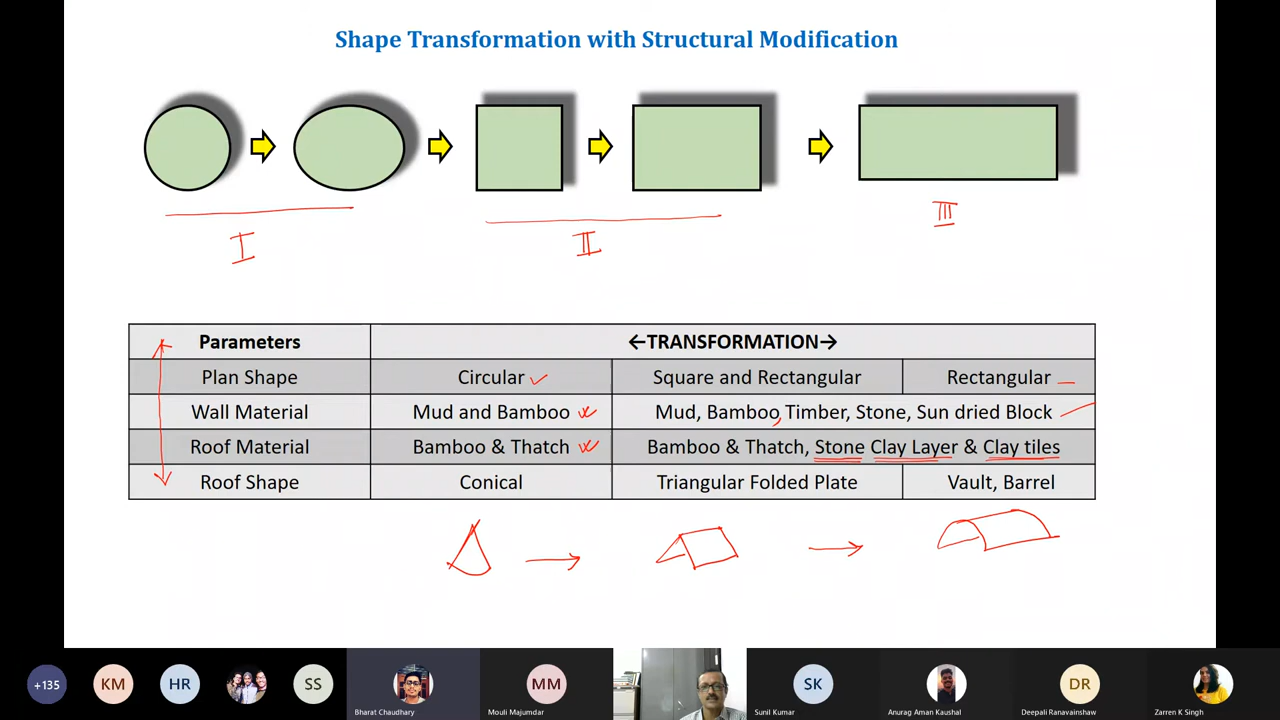 Shape Transformation with Structural Modification
I
II
III
Parameters ←TRANSFORMATION→
Plan Shape Circular Square and Rectangular Rectangular
Wall Material Mud and Bamboo Mud, Bamboo, Timber, Stone, Sun dried Block
Roof Material Bamboo & Thatch Bamboo & Thatch, Stone Clay Layer & Clay tiles
Roof Shape Conical Triangular Folded Plate Vault, Barrel
+135 KM HR SS MM SK DR
Bharat Chaudhary Mouli Majumdar Sunil Kumar Anurag Aman Kaushal Deepali Ranavainshaw Zarren K Singh